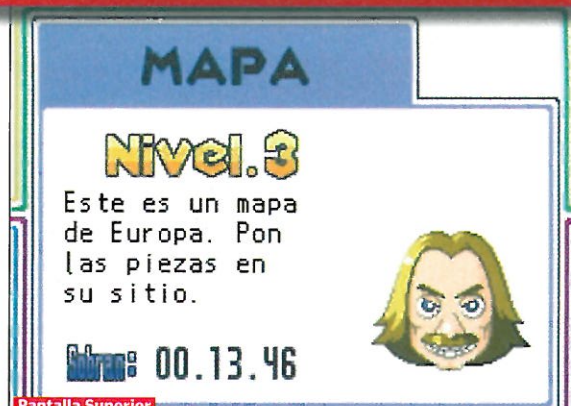 MAPA
Nivel.3
Este es un mapa
de Europa. Pon
las piezas en
su sitio.
Sobran: 00.13.46
Pantalla Superior